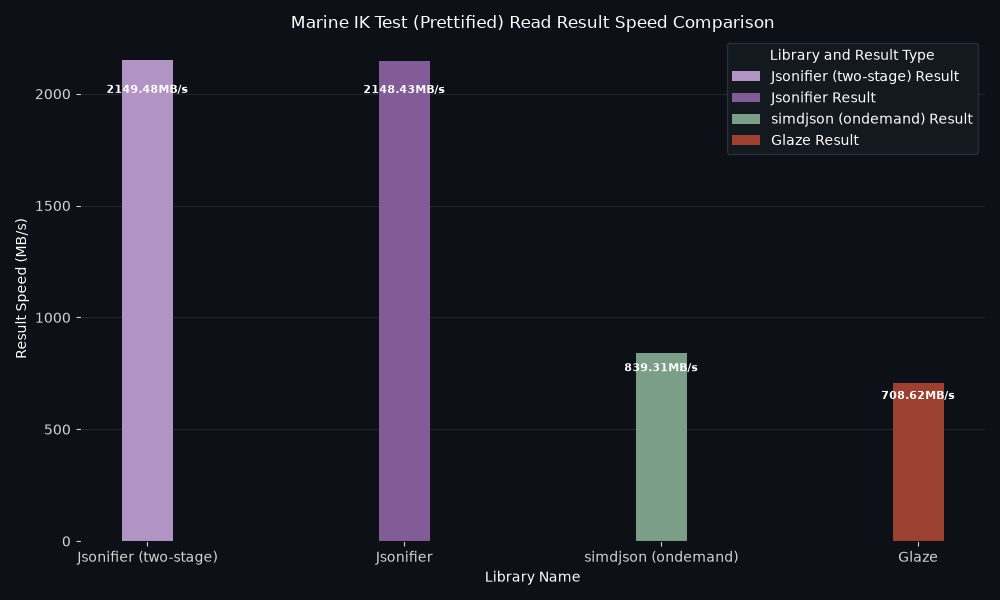 Marine IK Test (Prettified) Read Result Speed Comparison
Library and Result Type
Jsonifier (two-stage) Result
Jsonifier Result
simdjson (ondemand) Result
Glaze Result
Result Speed (MB/s)
2000
1500
1000
500
0
2149.48MB/s
2148.43MB/s
839.31MB/s
708.62MB/s
Jsonifier (two-stage)
Jsonifier
simdjson (ondemand)
Glaze
Library Name